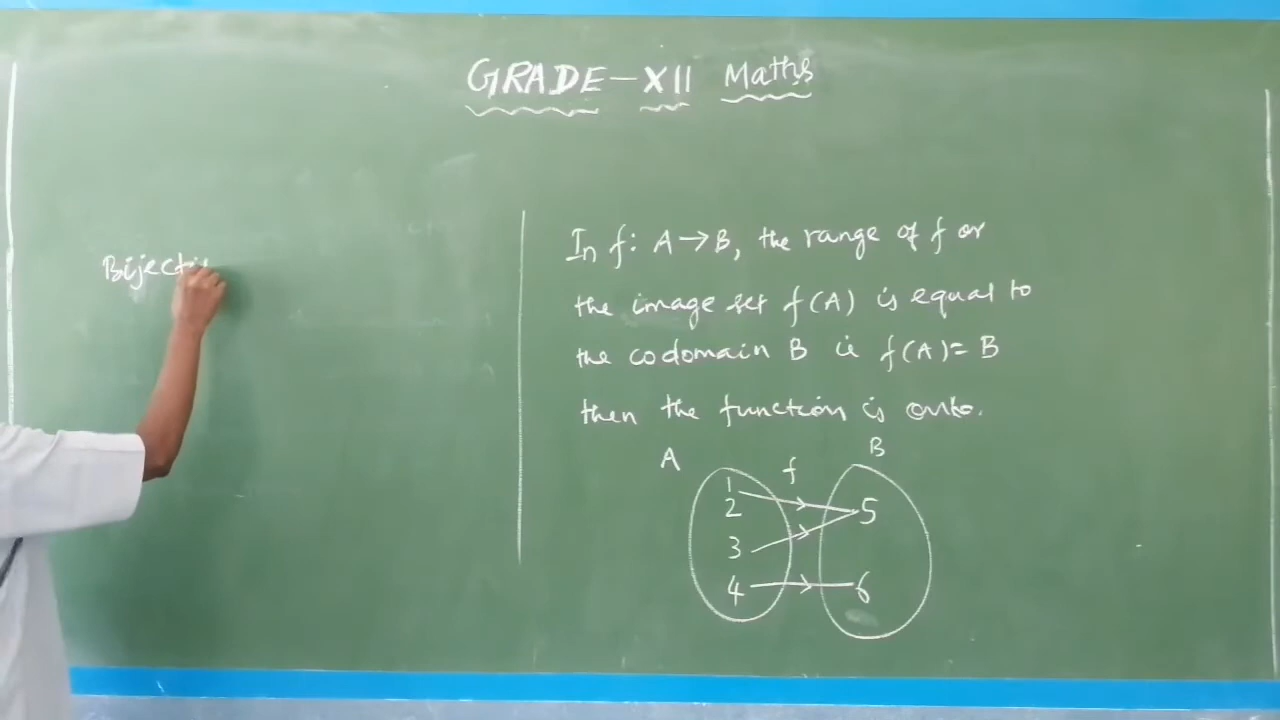 GRADE-XII Maths
Bijecti
In f: A→B, the range of f or
the image set f(A) is equal to
the codomain B ie f(A)= B
then the function is onto.
A f B
1
2 5
3
4 6